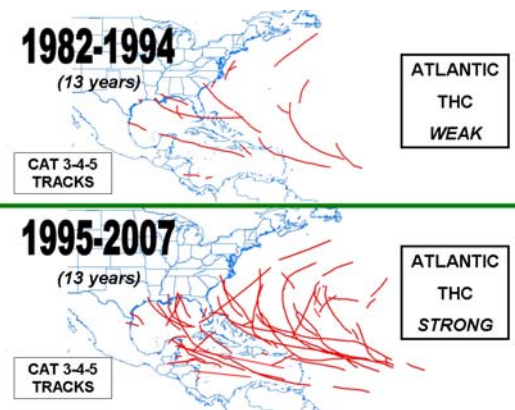 1982-1994
(13 years)
ATLANTIC
THC
WEAK
CAT 3-4-5
TRACKS
1995-2007
(13 years)
ATLANTIC
THC
STRONG
CAT 3-4-5
TRACKS